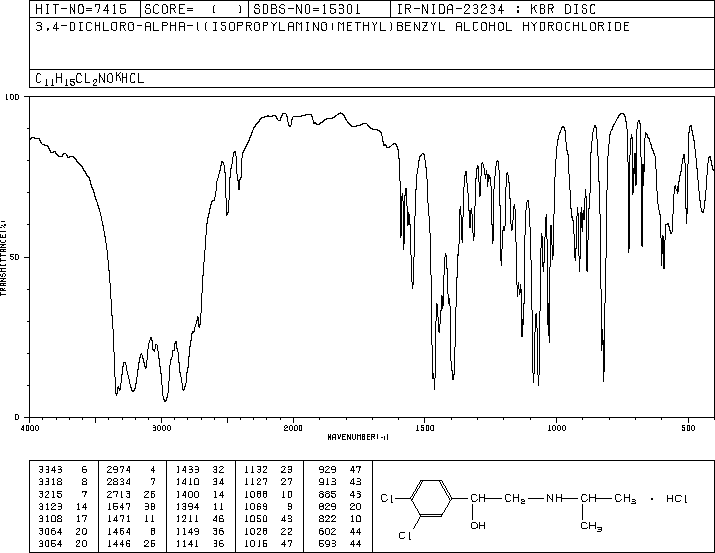 HIT-NO=7415 SCORE= ( ) SDBS-NO=15301 IR-NIDA-23234 : KBR DISC
3,4-DICHLORO-ALPHA-((ISOPROPYLAMINO)METHYL)BENZYL ALCOHOL HYDROCHLORIDE
C11H15CL2NO*HCL
100
50
0
TRANSMITTANCE(%)
4000 3000 2000 1500 1000 500
WAVENUMBER(-1)
3343 6 2974 4 1433 32 1132 23 929 47
3318 8 2834 7 1410 34 1127 27 913 43
3215 7 2713 26 1400 14 1088 10 885 43
3123 14 1547 38 1394 11 1069 9 829 20
3108 17 1471 11 1211 46 1050 43 822 10
3064 20 1464 8 1149 36 1028 22 602 44
3054 20 1446 25 1141 36 1016 47 593 44
Cl CH CH2 NH CH CH3 · HCl
Cl OH CH3